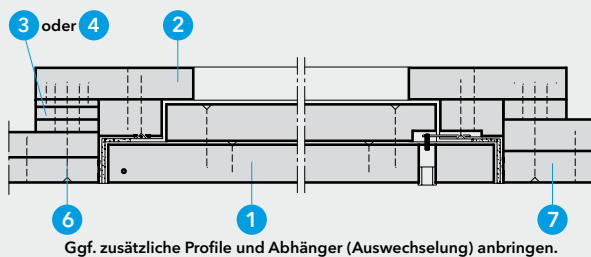 3 oder 4 2
6 1 7
Ggf. zusätzliche Profile und Abhänger (Auswechselung) anbringen.